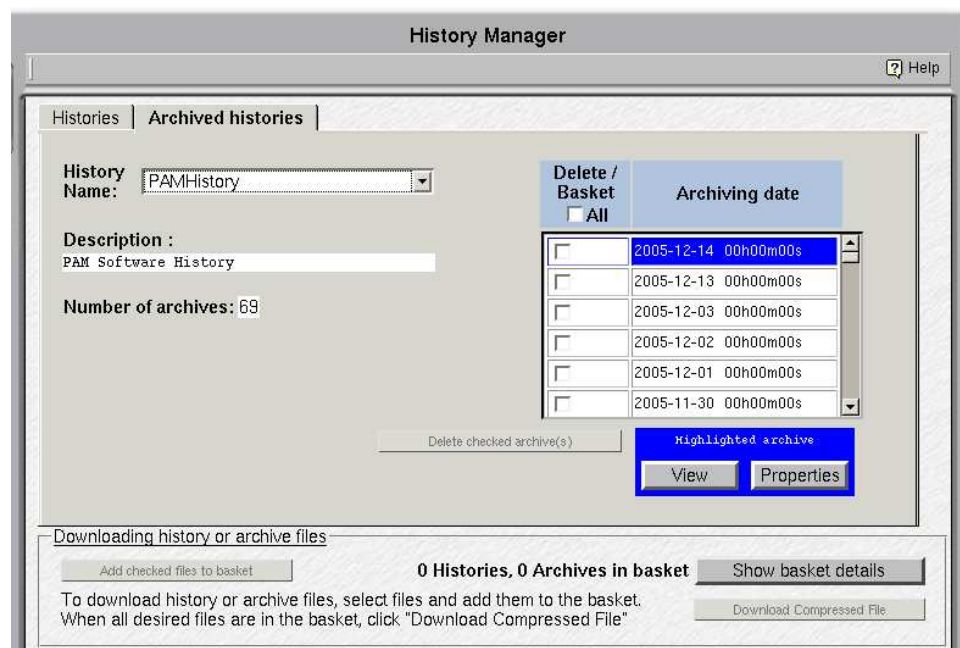 History Manager
Help
Histories
Archived histories
History
Name:
PAMHistory
Description :
PAM Software History
Number of archives: 69
Delete /
Basket
All
Archiving date
2005-12-14 00h00m00s
2005-12-13 00h00m00s
2005-12-03 00h00m00s
2005-12-02 00h00m00s
2005-12-01 00h00m00s
2005-11-30 00h00m00s
Delete checked archive(s)
Highlighted archive
View
Properties
Downloading history or archive files
Add checked files to basket
0 Histories, 0 Archives in basket
Show basket details
To download history or archive files, select files and add them to the basket.
When all desired files are in the basket, click "Download Compressed File"
Download Compressed File